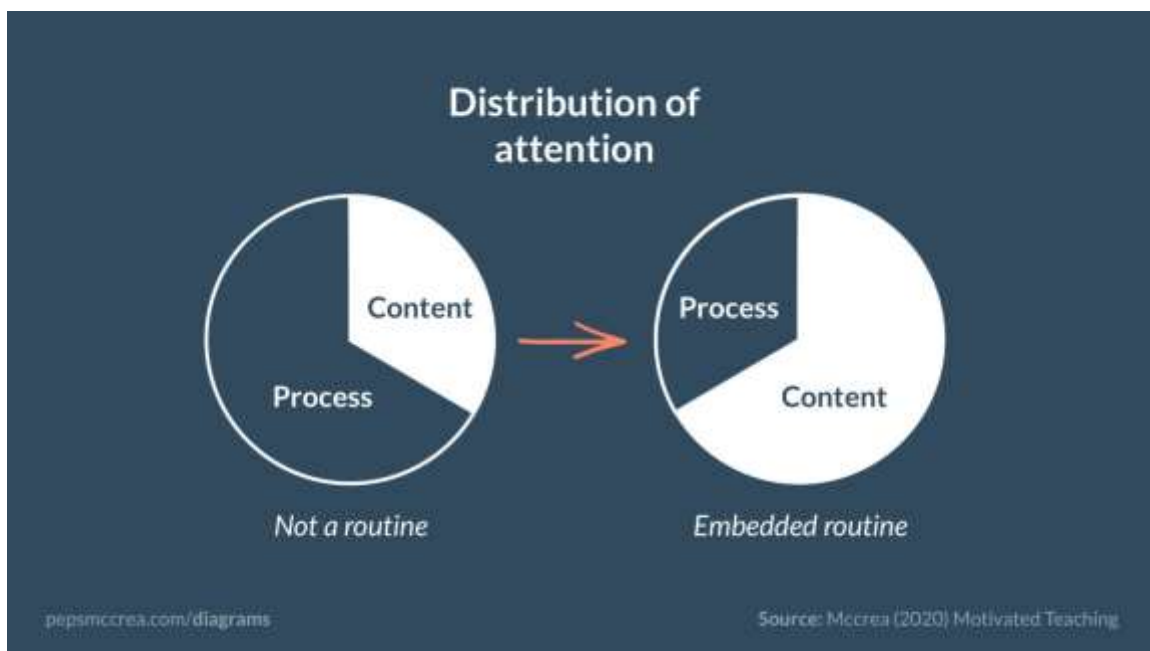 Distribution of
attention
Content
Process
Process
Content
Not a routine
Embedded routine
pepsmccrea.com/diagrams
Source: Mccrea (2020) Motivated Teaching